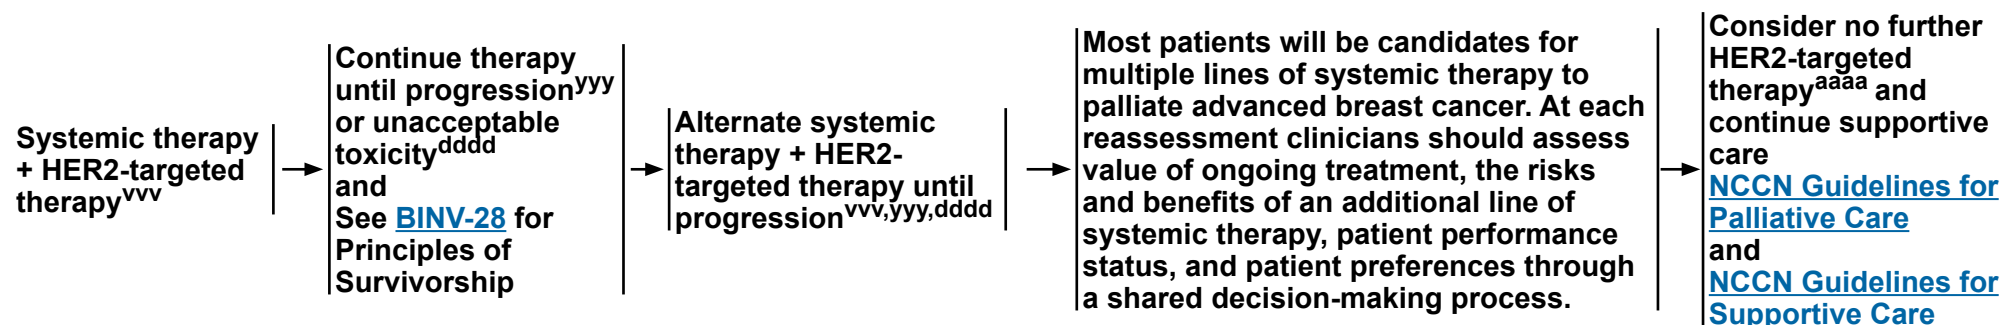 Systemic therapy
+ HER2-targeted
therapyvvv
Continue therapy
until progressionyyy
or unacceptable
toxicitydddd
and
See BINV-28 for
Principles of
Survivorship
Alternate systemic
therapy + HER2-
targeted therapy until
progressionvvv,yyy,dddd
Most patients will be candidates for
multiple lines of systemic therapy to
palliate advanced breast cancer. At each
reassessment clinicians should assess
value of ongoing treatment, the risks
and benefits of an additional line of
systemic therapy, patient performance
status, and patient preferences through
a shared decision-making process.
Consider no further
HER2-targeted
therapyaaaa and
continue supportive
care
NCCN Guidelines for
Palliative Care
and
NCCN Guidelines for
Supportive Care